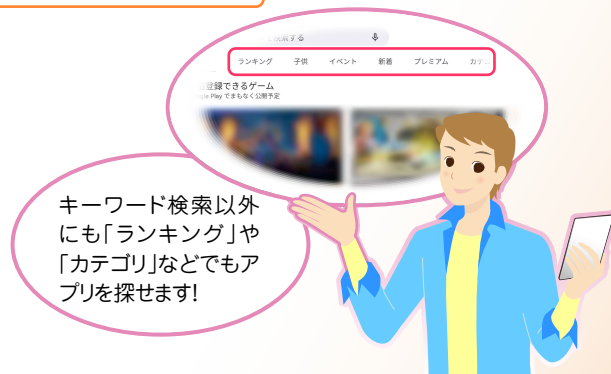 検索する
ランキング 子供 イベント 新着 プレミアム カテ
登録できるゲーム
gle Play でまもなく公開予定
キーワード検索以外
にも「ランキング」や
「カテゴリ」などでもア
プリを探せます!